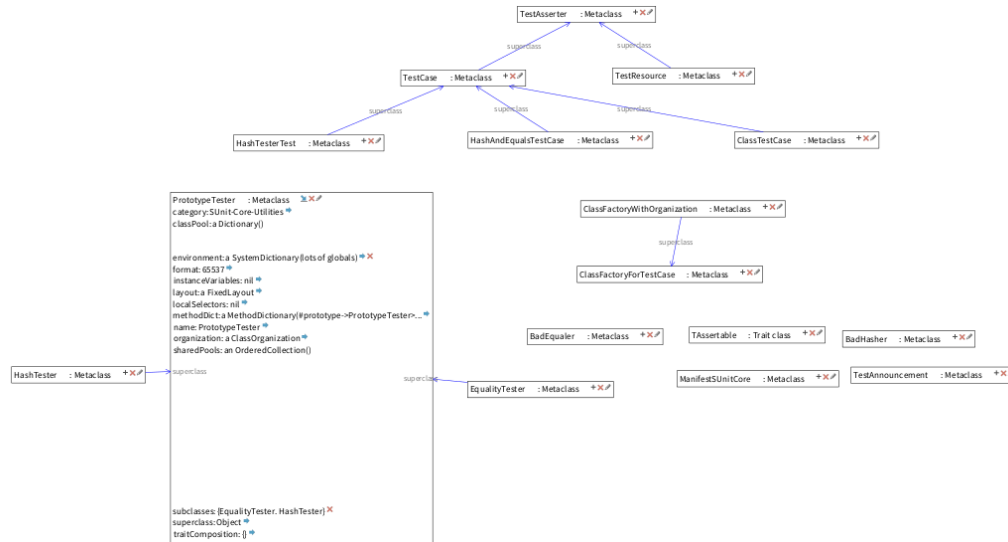 TestAsserter : Metaclass
superclass superclass
TestCase : Metaclass
TestResource : Metaclass
superclass superclass superclass
HashTesterTest : Metaclass
HashAndEqualsTestCase : Metaclass
ClassTestCase : Metaclass
PrototypeTester : Metaclass
category: SUnit-Core-Utilities
classPool: a Dictionary()
environment: a SystemDictionary(lots of globals)
format: 65537
instanceVariables: nil
layout: a FixedLayout
localSelectors: nil
methodDict: a MethodDictionary(#prototype->PrototypeTester>...
name: PrototypeTester
organization: a ClassOrganization
sharedPools: an OrderedCollection()
superclass
subclasses: {EqualityTester. HashTester}
superclass: Object
traitComposition: {}
HashTester : Metaclass
superclas
EqualityTester : Metaclass
ClassFactoryWithOrganization : Metaclass
superclass
ClassFactoryForTestCase : Metaclass
BadEqualer : Metaclass
TAssertable : Trait class
BadHasher : Metaclass
ManifestSUnitCore : Metaclass
TestAnnouncement : Metaclass